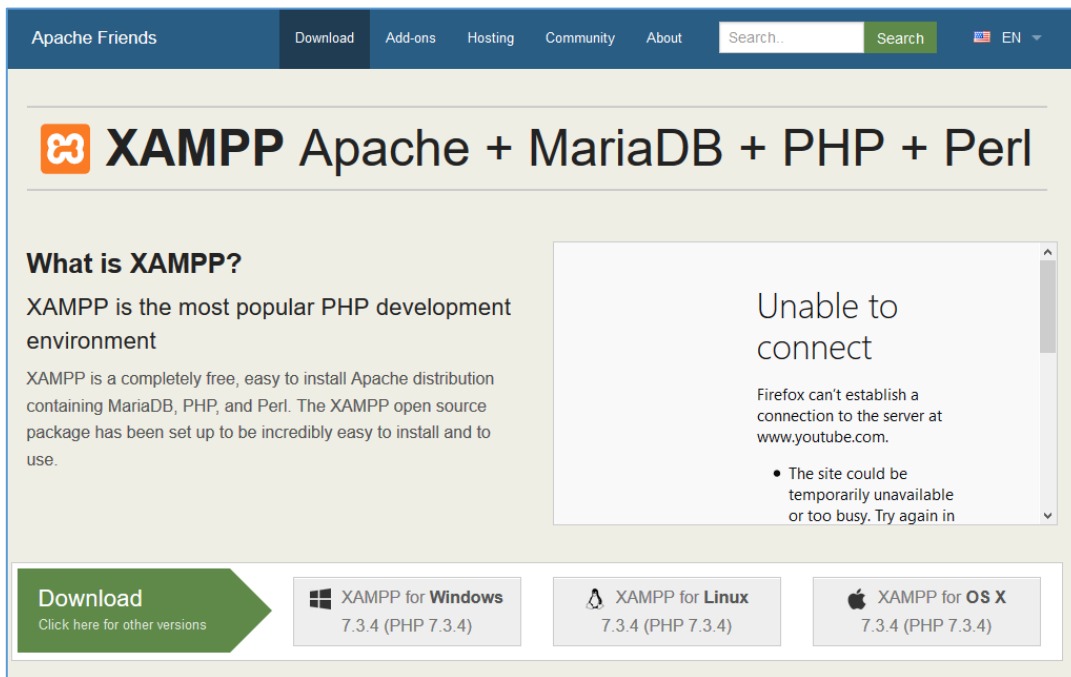 Apache Friends
Download
Add-ons
Hosting
Community
About
Search..
Search
EN
XAMPP Apache + MariaDB + PHP + Perl
What is XAMPP?
XAMPP is the most popular PHP development
environment
XAMPP is a completely free, easy to install Apache distribution
containing MariaDB, PHP, and Perl. The XAMPP open source
package has been set up to be incredibly easy to install and to
use.
Unable to
connect
Firefox can't establish a
connection to the server at
www.youtube.com.
• The site could be
temporarily unavailable
or too busy. Try again in
Download
Click here for other versions
XAMPP for Windows
7.3.4 (PHP 7.3.4)
XAMPP for Linux
7.3.4 (PHP 7.3.4)
XAMPP for OS X
7.3.4 (PHP 7.3.4)